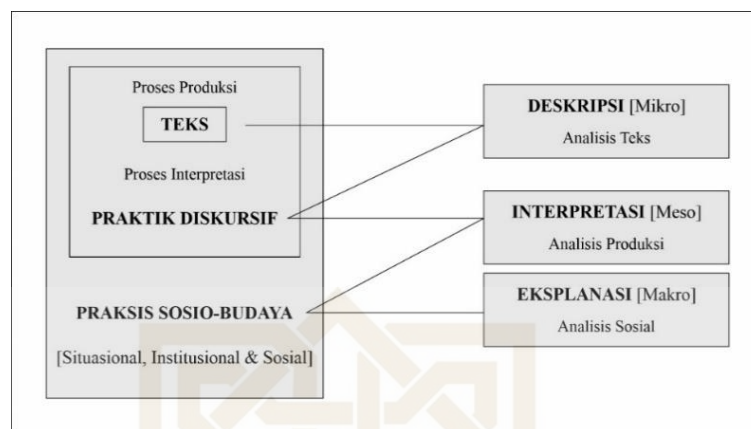 Proses Produksi
TEKS
Proses Interpretasi
PRAKTIK DISKURSIF
PRAKSIS SOSIO-BUDAYA
[Situasional, Institusional & Sosial]
DESKRIPSI [Mikro]
Analisis Teks
INTERPRETASI [Meso]
Analisis Produksi
EKSPLANASI [Makro]
Analisis Sosial